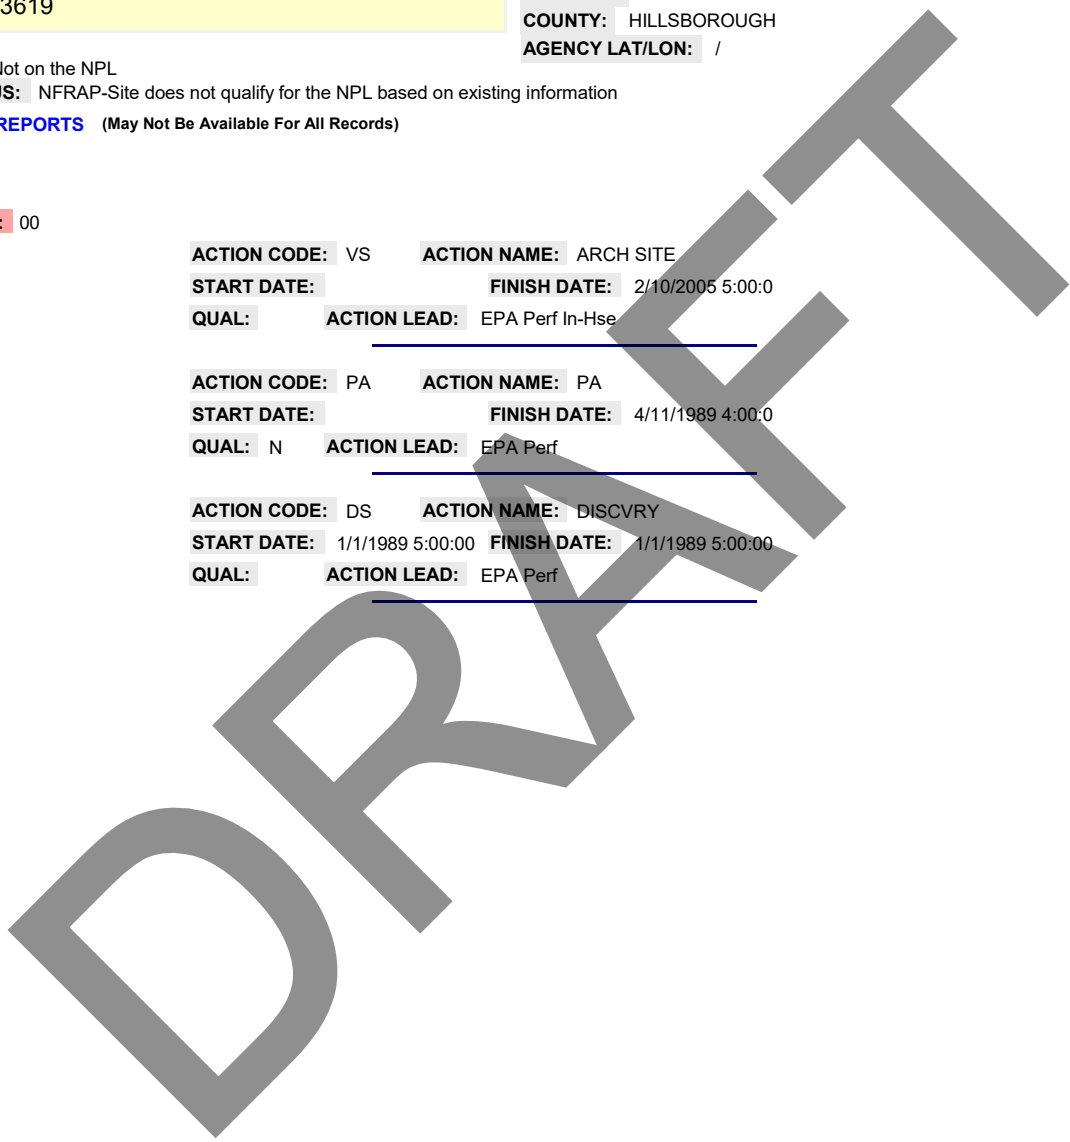 3619
COUNTY: HILLSBOROUGH
AGENCY LAT/LON: /
Not on the NPL
US: NFRAP-Site does not qualify for the NPL based on existing information
REPORTS (May Not Be Available For All Records)
: 00
ACTION CODE: VS ACTION NAME: ARCH SITE
START DATE: FINISH DATE: 2/10/2005 5:00:0
QUAL: ACTION LEAD: EPA Perf In-Hse
ACTION CODE: PA ACTION NAME: PA
START DATE: FINISH DATE: 4/11/1989 4:00:0
QUAL: N ACTION LEAD: EPA Perf
ACTION CODE: DS ACTION NAME: DISCVRY
START DATE: 1/1/1989 5:00:00 FINISH DATE: 1/1/1989 5:00:00
QUAL: ACTION LEAD: EPA Perf
DRAFT